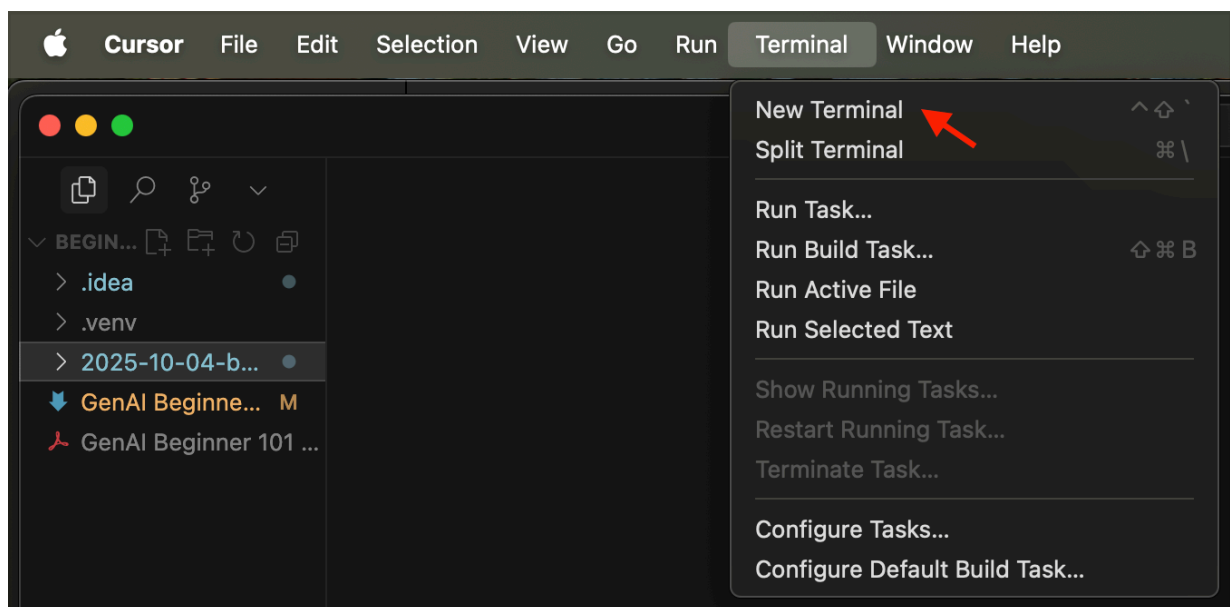 Cursor File Edit Selection View Go Run Terminal Window Help
New Terminal ^⇧`
Split Terminal ⌘\
Run Task...
Run Build Task... ⇧⌘B
Run Active File
Run Selected Text
Show Running Tasks...
Restart Running Task...
Terminate Task...
Configure Tasks...
Configure Default Build Task...
BEGIN...
.idea
.venv
2025-10-04-b...
GenAI Beginne... M
GenAI Beginner 101 ...